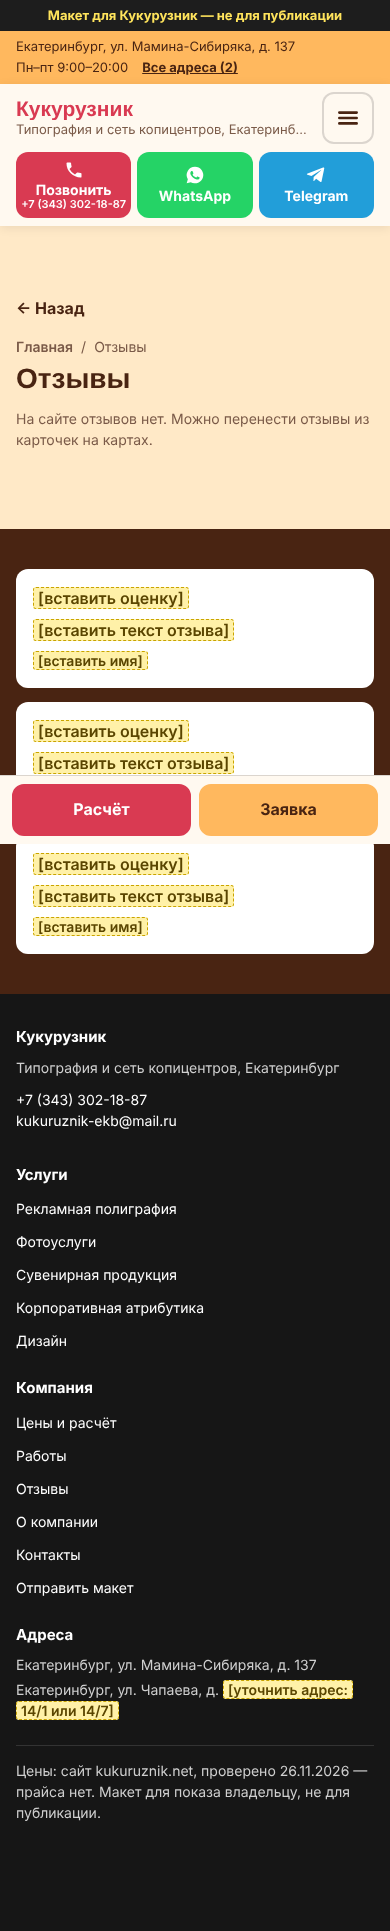 Макет для Кукурузник — не для публикации
Екатеринбург, ул. Мамина-Сибиряка, д. 137
Пн–пт 9:00–20:00 Все адреса (2)
Кукурузник
Типография и сеть копицентров, Екатеринб...
Позвонить
+7 (343) 302-18-87
WhatsApp
Telegram
← Назад
Главная / Отзывы
Отзывы
На сайте отзывов нет. Можно перенести отзывы из
карточек на картах.
[вставить оценку]
[вставить текст отзыва]
[вставить имя]
[вставить оценку]
[вставить текст отзыва]
Расчёт
Заявка
[вставить оценку]
[вставить текст отзыва]
[вставить имя]
Кукурузник
Типография и сеть копицентров, Екатеринбург
+7 (343) 302-18-87
kukuruznik-ekb@mail.ru
Услуги
Рекламная полиграфия
Фотоуслуги
Сувенирная продукция
Корпоративная атрибутика
Дизайн
Компания
Цены и расчёт
Работы
Отзывы
О компании
Контакты
Отправить макет
Адреса
Екатеринбург, ул. Мамина-Сибиряка, д. 137
Екатеринбург, ул. Чапаева, д. [уточнить адрес:
14/1 или 14/7]
Цены: сайт kukuruznik.net, проверено 26.11.2026 —
прайса нет. Макет для показа владельцу, не для
публикации.